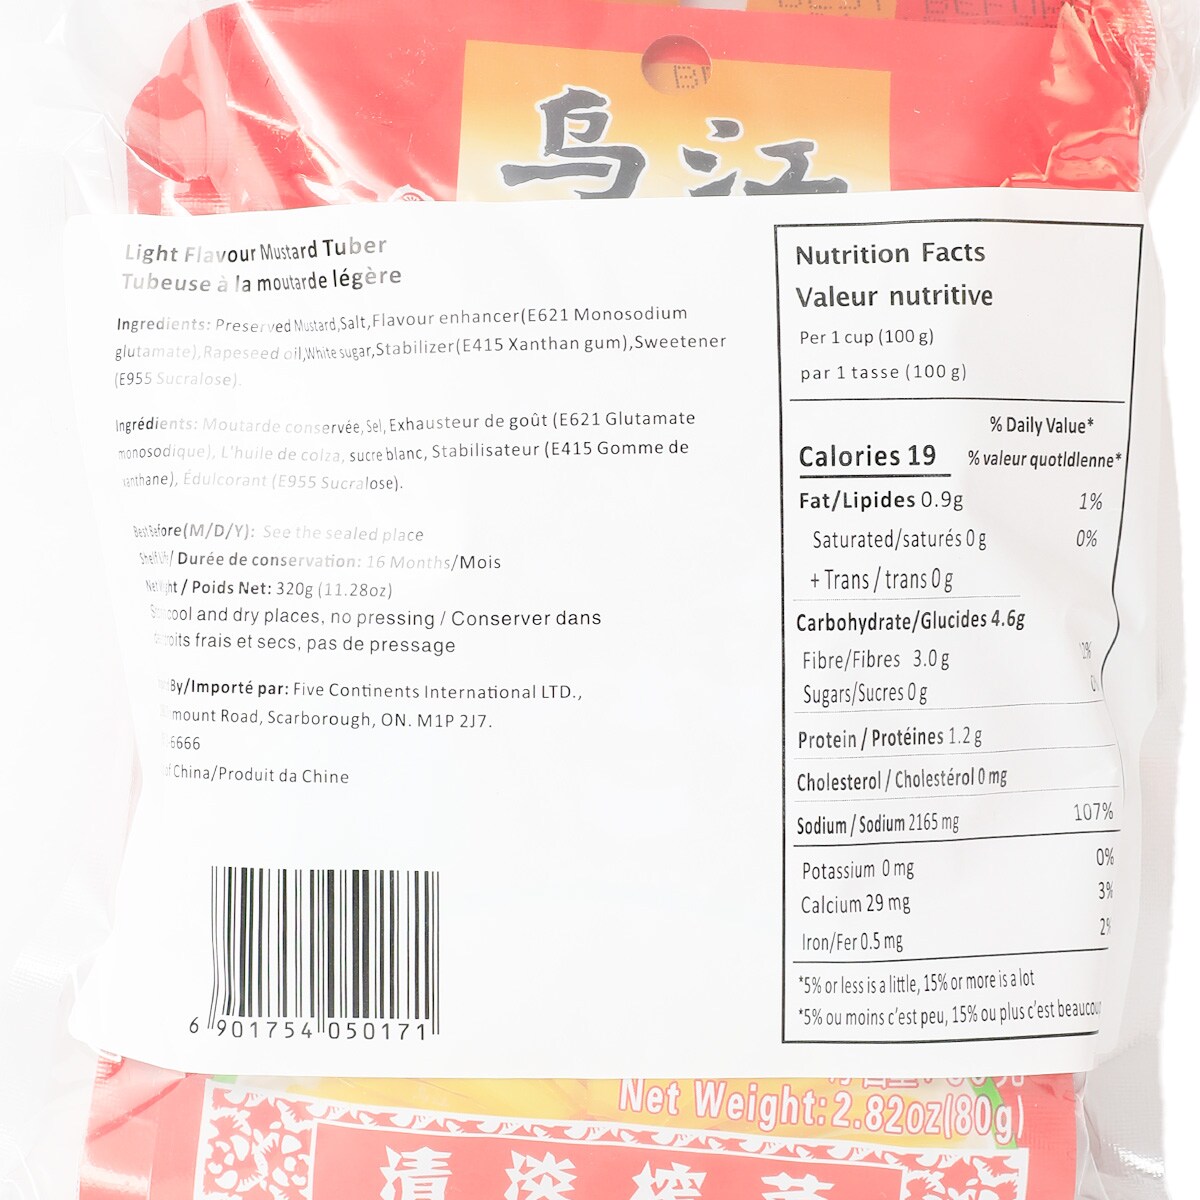 BEST BEFORE
乌江
Light Flavour Mustard Tuber
Tubeuse à la moutarde légère
Ingredients: Preserved Mustard,Salt,Flavour enhancer(E621 Monosodium
glutamate),Rapeseed oil,White sugar,Stabilizer(E415 Xanthan gum),Sweetener
(E955 Sucralose).
Ingrédients: Moutarde conservée, Sel, Exhausteur de goût (E621 Glutamate
monosodique), L'huile de colza, sucre blanc, Stabilisateur (E415 Gomme de
xanthane), Édulcorant (E955 Sucralose).
Best Before(M/D/Y): See the sealed place
/ Durée de conservation: 16 Months/Mois
/ Poids Net: 320g (11.28oz)
cool and dry places, no pressing / Conserver dans
frais et secs, pas de pressage
By/Importé par: Five Continents International LTD.,
mount Road, Scarborough, ON. M1P 2J7.
6666
China/Produit da Chine
6 901754 050171
Nutrition Facts
Valeur nutritive
Per 1 cup (100 g)
par 1 tasse (100 g)
% Daily Value*
Calories 19 % valeur quotldlenne*
Fat/Lipides 0.9g 1%
Saturated/saturés 0 g 0%
+ Trans / trans 0 g
Carbohydrate/Glucides 4.6g
Fibre/Fibres 3.0 g
Sugars/Sucres 0 g
Protein / Protéines 1.2 g
Cholesterol / Cholestérol 0 mg
Sodium / Sodium 2165 mg 107%
Potassium 0 mg 0%
Calcium 29 mg 3%
Iron/Fer 0.5 mg 2%
*5% or less is a little, 15% or more is a lot
*5% ou moins c'est peu, 15% ou plus c'est beaucou
Net Weight:2.82oz(80g)
清淡榨菜